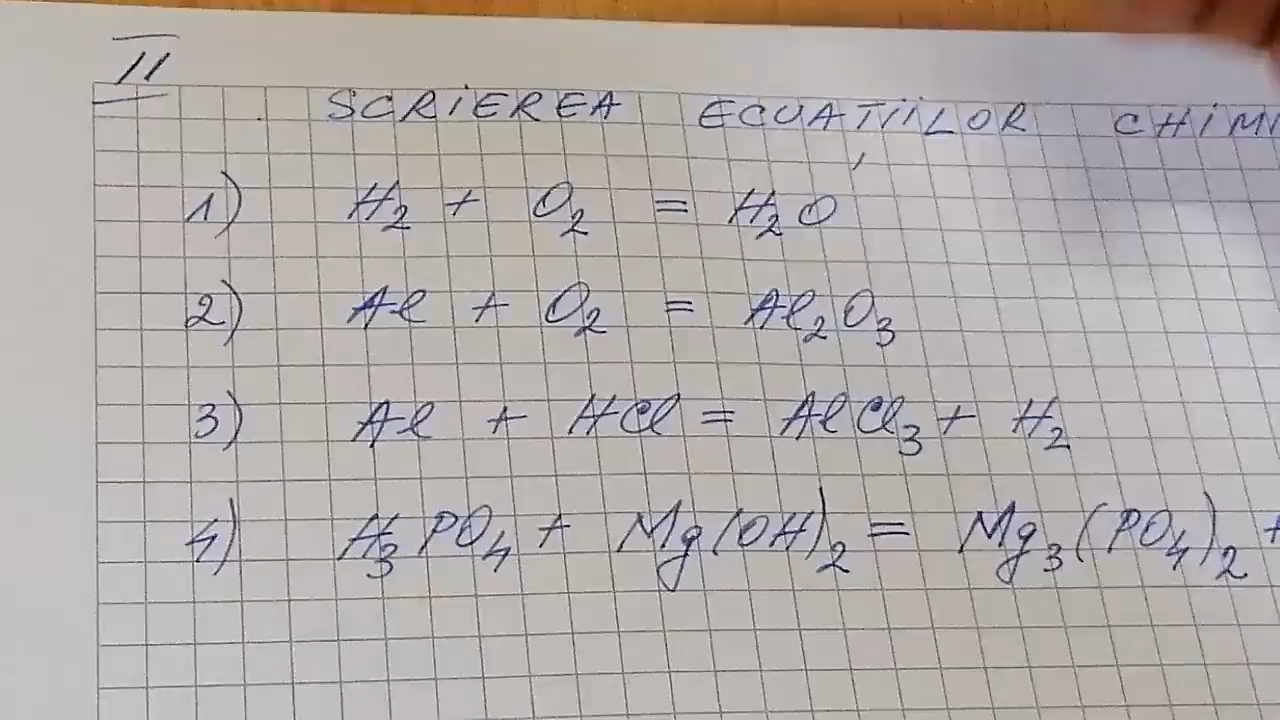 II
SCRIEREA ECUAȚIILOR CHIM
1) H₂ + O₂ = H₂O
2) Al + O₂ = Al₂O₃
3) Al + HCl = AlCl₃ + H₂
4) H₃PO₄ + Mg(OH)₂ = Mg₃(PO₄)₂ +